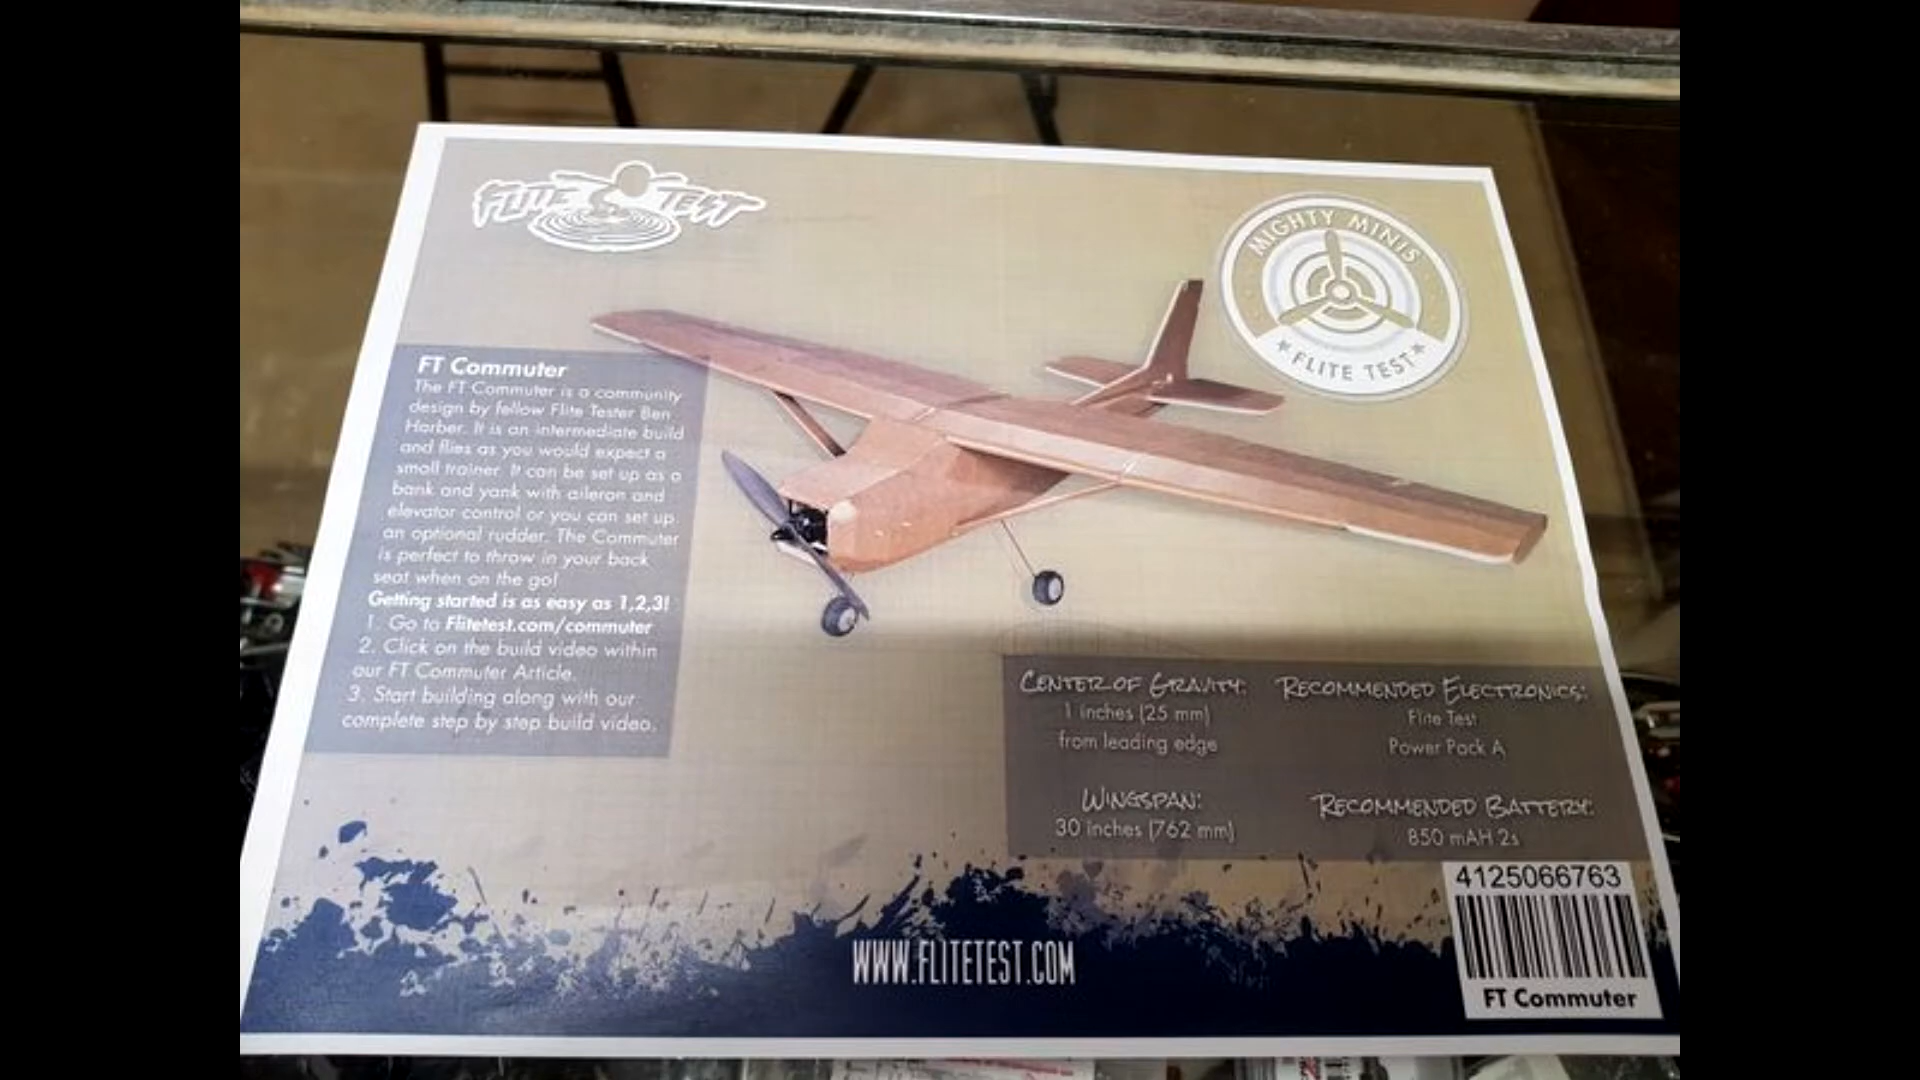 FLITE TEST
MIGHTY MINIS
FLITE TEST
FT Commuter
The FT Commuter is a community
design by fellow Flite Tester Ben
Harber. It is an intermediate build
and flies as you would expect a
small trainer. It can be set up as a
bank and yank with aileron and
elevator control or you can set up
an optional rudder. The Commuter
is perfect to throw in your back
seat when on the go!
Getting started is as easy as 1,2,3!
1. Go to Flitetest.com/commuter
2. Click on the build video within
our FT Commuter Article.
3. Start building along with our
complete step by step build video.
CENTER OF GRAVITY:
1 inches (25 mm)
from leading edge
RECOMMENDED ELECTRONICS:
Flite Test
Power Pack A
WINGSPAN:
30 inches (762 mm)
RECOMMENDED BATTERY:
850 mAH 2s
4125066763
FT Commuter
WWW.FLITETEST.COM